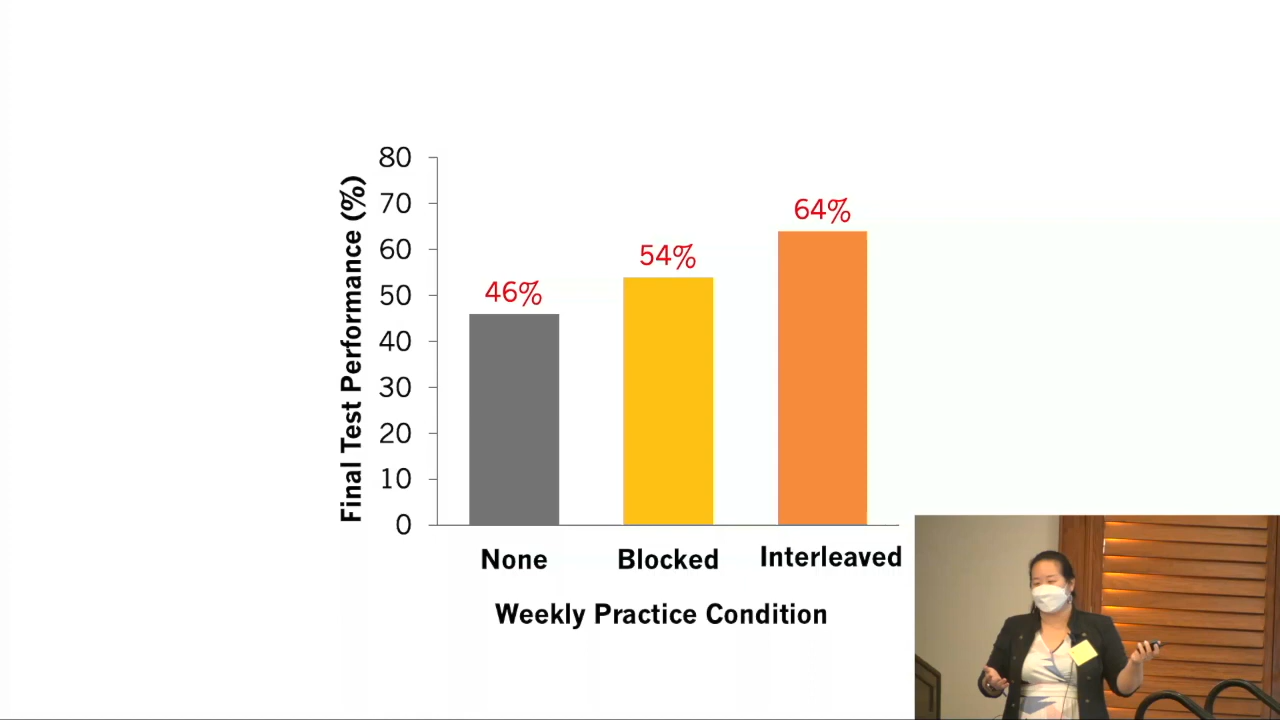 Final Test Performance (%)
80
70
60
50
40
30
20
10
0
46%
54%
64%
None
Blocked
Interleaved
Weekly Practice Condition